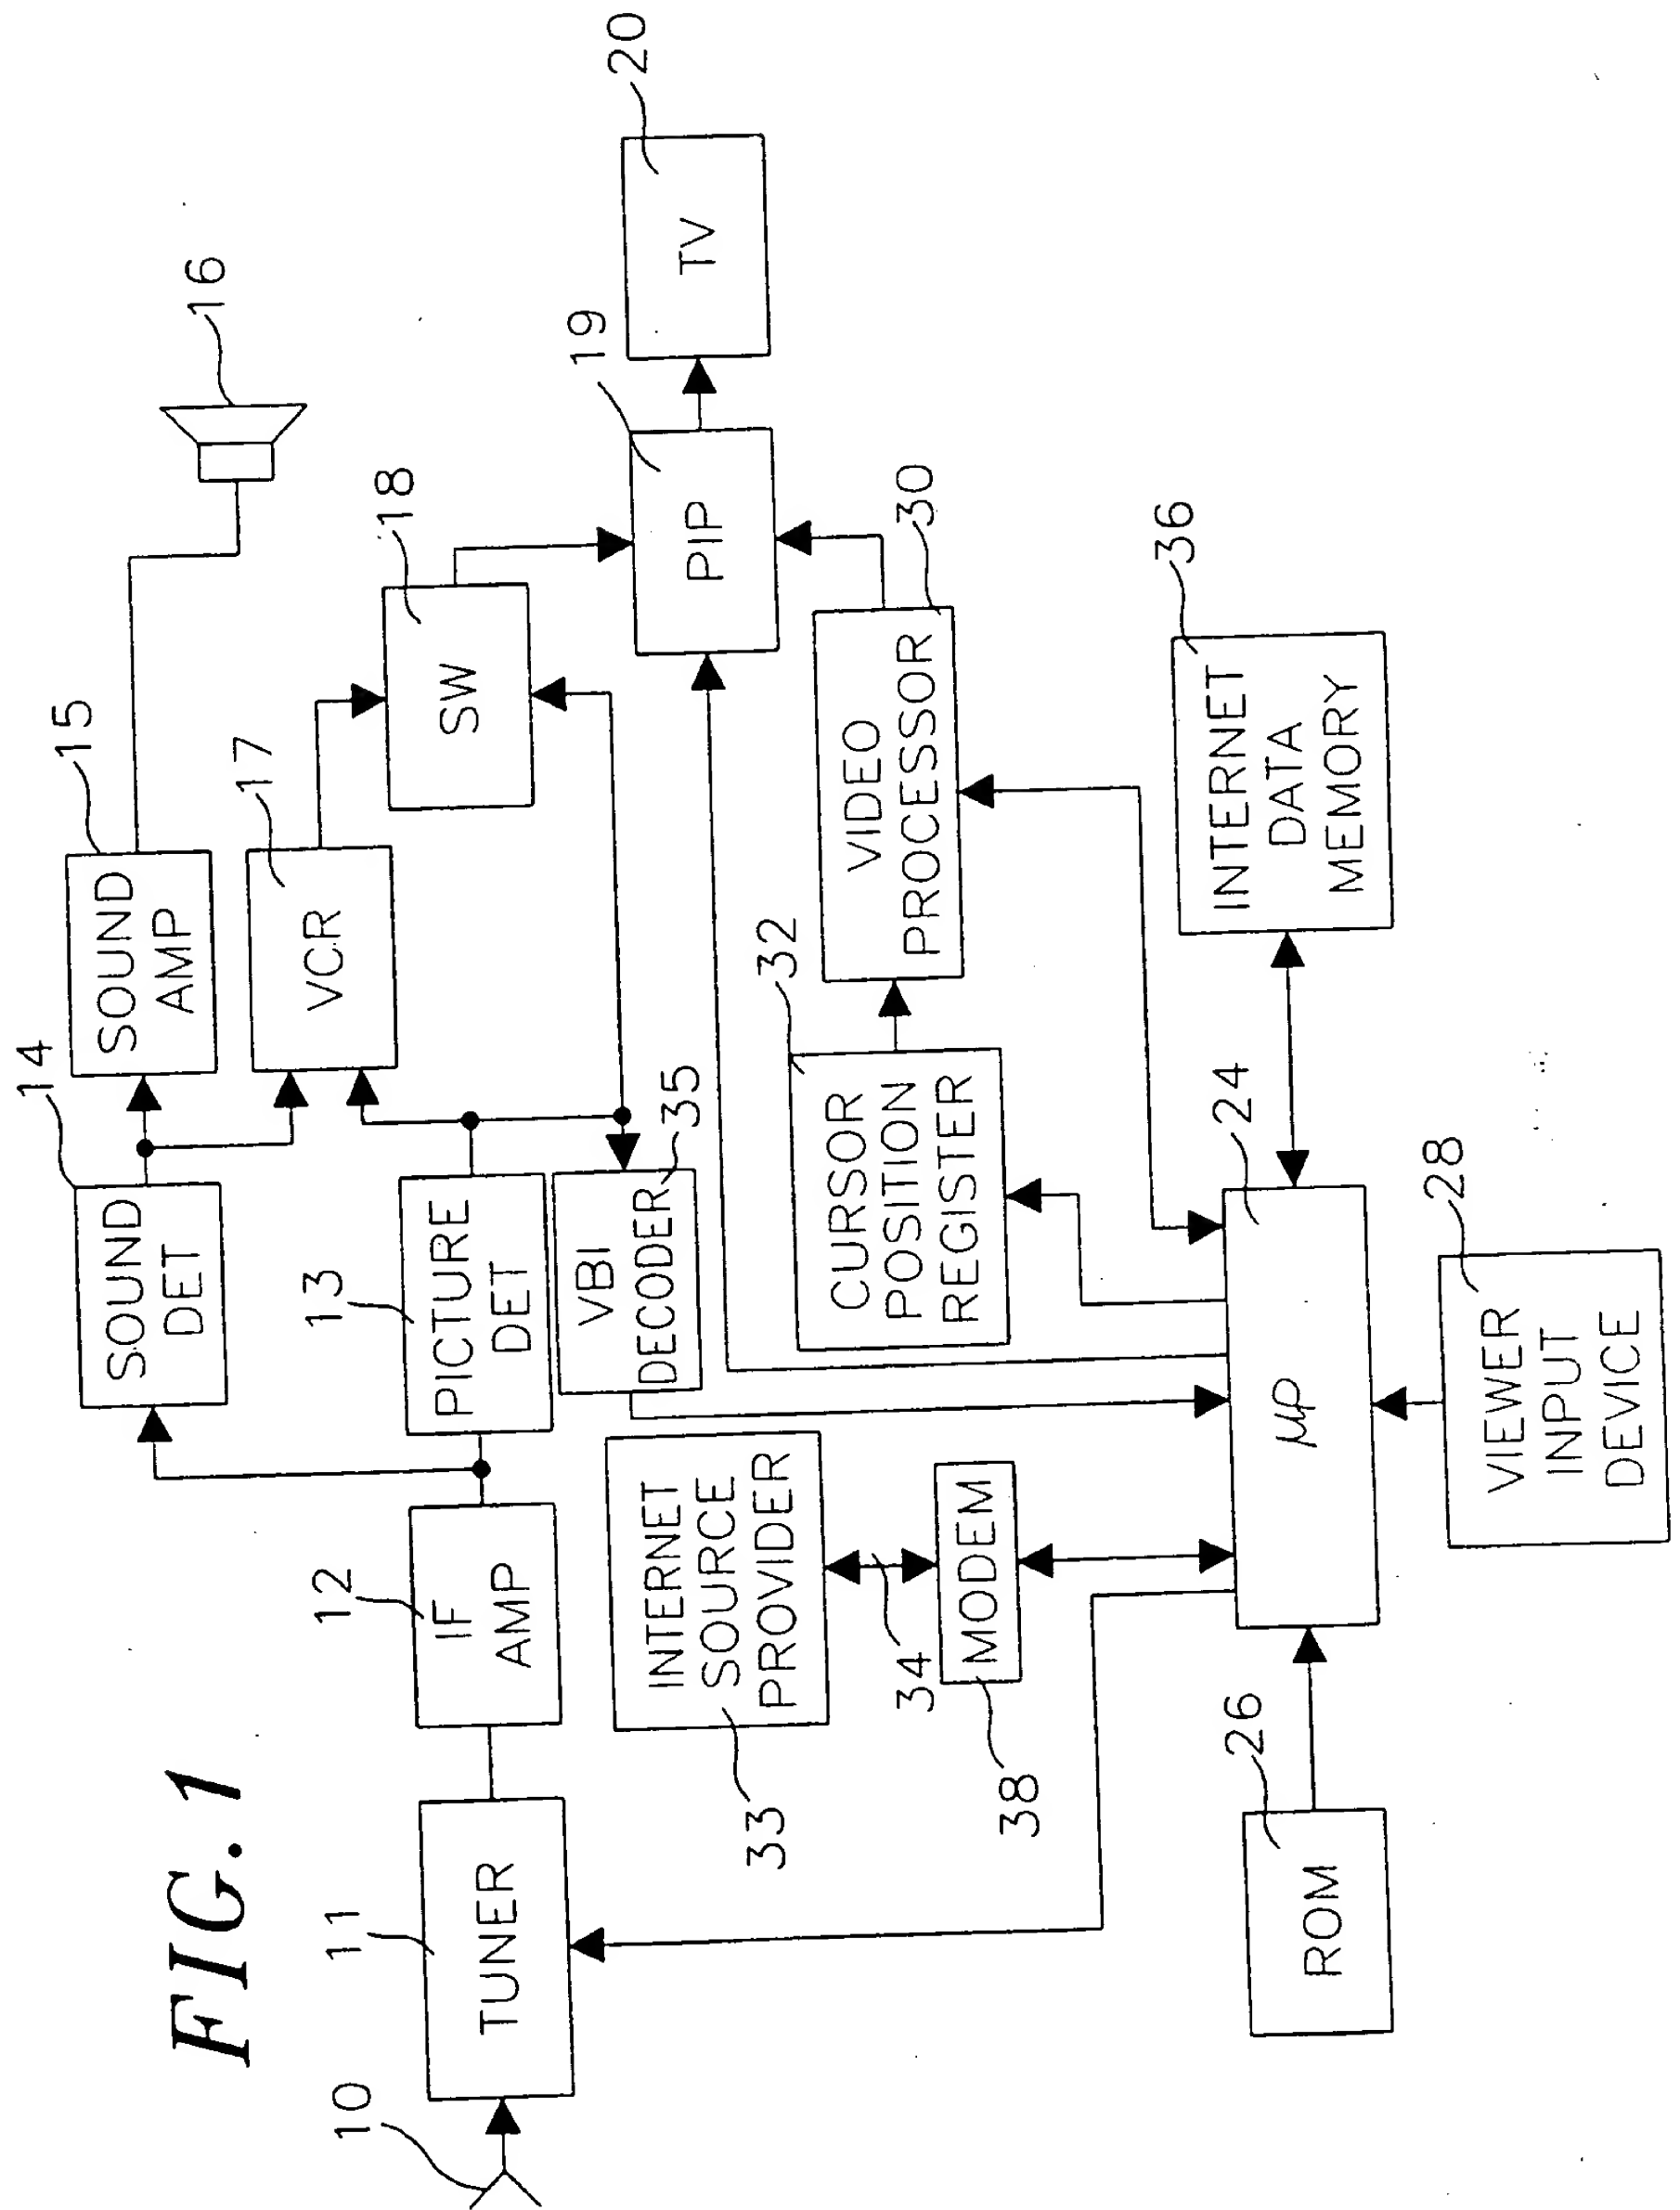 FIG.1
10
11
TUNER
12
IF
AMP
13
PICTURE
DET
14
SOUND
DET
15
SOUND
AMP
16
17
VCR
18
SW
19
PIP
20
TV
VBI
DECODER
35
INTERNET
SOURCE
PROVIDER
33
34
MODEM
38
CURSOR
POSITION
REGISTER
32
VIDEO
PROCESSOR
30
INTERNET
DATA
MEMORY
36
μP
24
ROM
26
VIEWER
INPUT
DEVICE
28